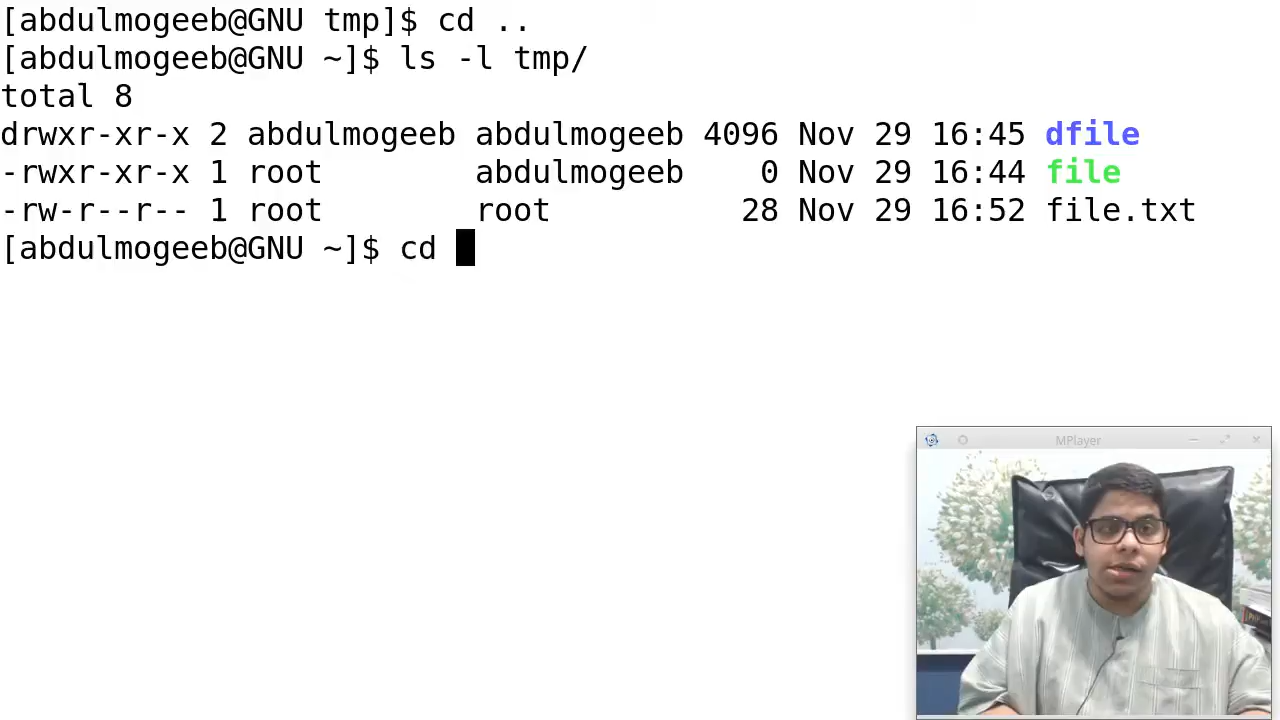 [abdulmogeeb@GNU tmp]$ cd ..
[abdulmogeeb@GNU ~]$ ls -l tmp/
total 8
drwxr-xr-x 2 abdulmogeeb abdulmogeeb 4096 Nov 29 16:45 dfile
-rwxr-xr-x 1 root        abdulmogeeb    0 Nov 29 16:44 file
-rw-r--r-- 1 root        root          28 Nov 29 16:52 file.txt
[abdulmogeeb@GNU ~]$ cd
MPlayer
PHP